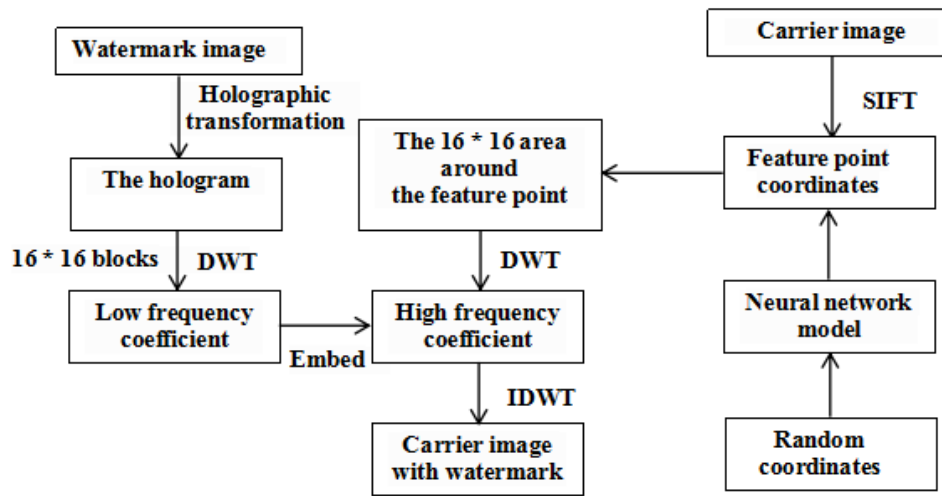 Watermark image
Holographic
transformation
The hologram
16 * 16 blocks
DWT
Low frequency
coefficient
Embed
The 16 * 16 area
around
the feature point
DWT
High frequency
coefficient
IDWT
Carrier image
with watermark
Carrier image
SIFT
Feature point
coordinates
Neural network
model
Random
coordinates